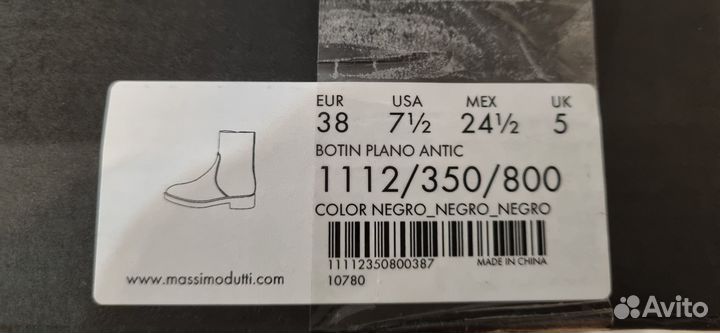 EUR USA MEX UK
38 7½ 24½ 5
BOTIN PLANO ANTIC
1112/350/800
COLOR NEGRO_NEGRO_NEGRO
11112350800387 MADE IN CHINA
10780
www.massimodutti.com
Avito